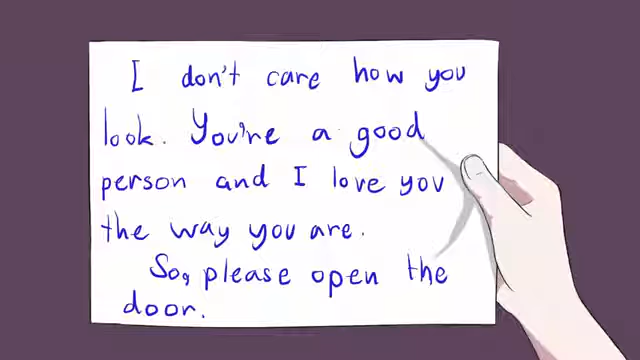 I don't care how you
look. You're a good
person and I love you
the way you are.
So, please open the
door.